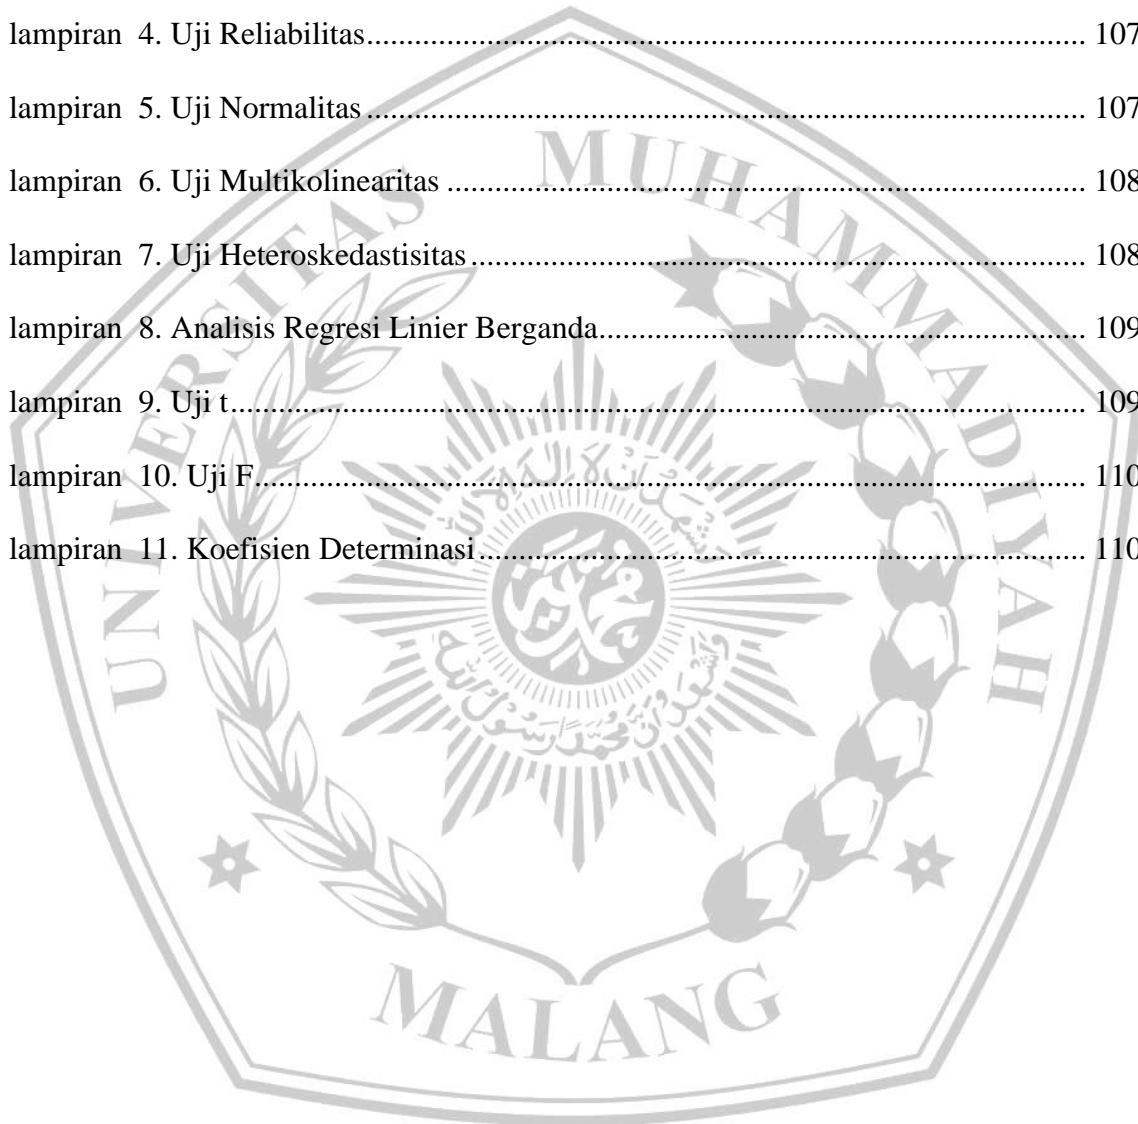 lampiran 4. Uji Reliabilitas.......................................................................................... 107
lampiran 5. Uji Normalitas.......................................................................................... 107
lampiran 6. Uji Multikolinearitas................................................................................ 108
lampiran 7. Uji Heteroskedastisitas............................................................................. 108
lampiran 8. Analisis Regresi Linier Berganda............................................................. 109
lampiran 9. Uji t........................................................................................................... 109
lampiran 10. Uji F........................................................................................................ 110
lampiran 11. Koefisien Determinasi............................................................................ 110
UNIVERSITAS MUHAMMADIYAH
MALANG